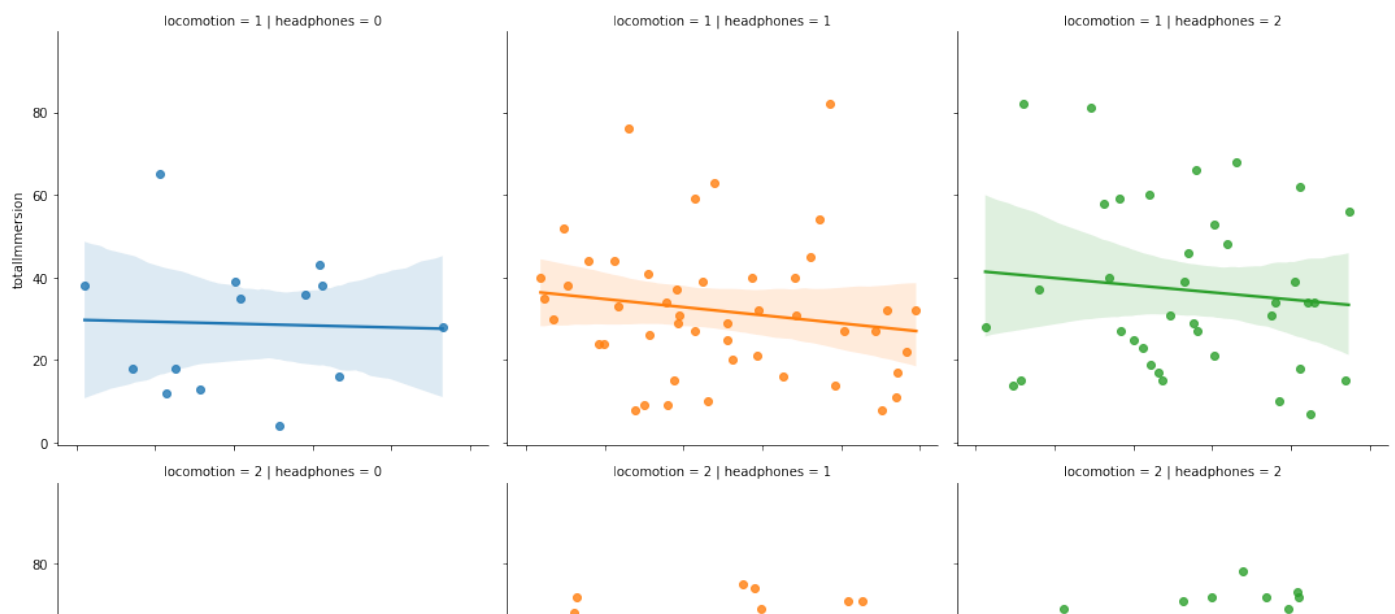 locomotion = 1 | headphones = 0
locomotion = 1 | headphones = 1
locomotion = 1 | headphones = 2
80
60
40
20
0
totalImmersion
locomotion = 2 | headphones = 0
locomotion = 2 | headphones = 1
locomotion = 2 | headphones = 2
80